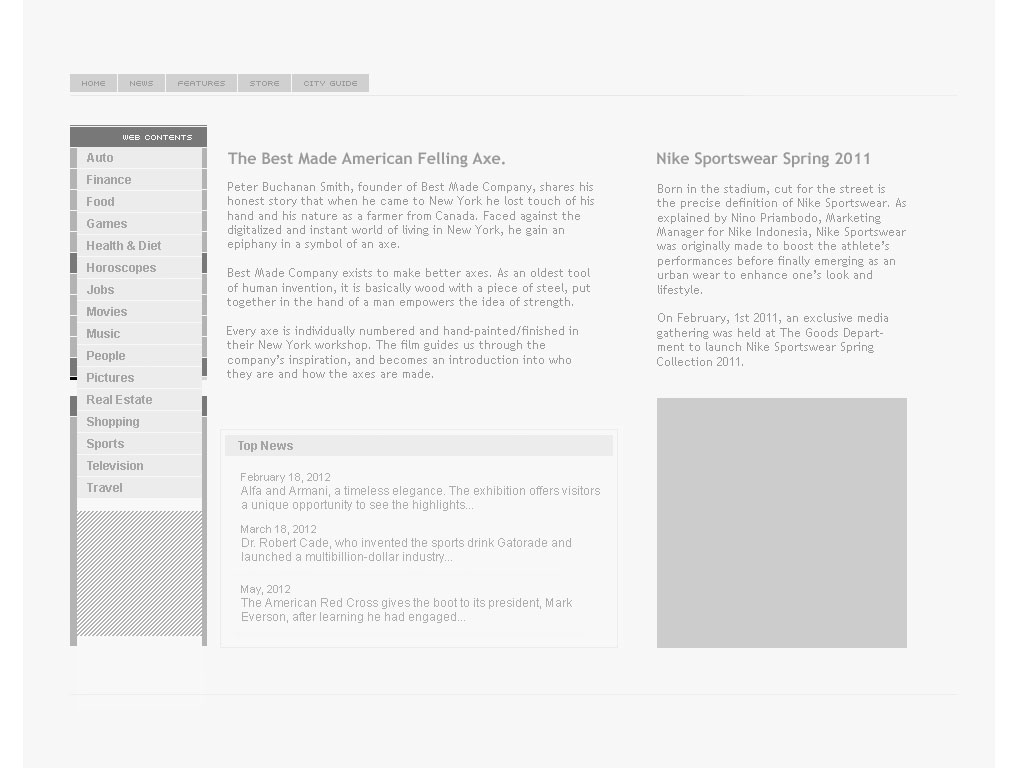 HOME NEWS FEATURES STORE CITY GUIDE
WEB CONTENTS
Auto
Finance
Food
Games
Health & Diet
Horoscopes
Jobs
Movies
Music
People
Pictures
Real Estate
Shopping
Sports
Television
Travel
The Best Made American Felling Axe.
Peter Buchanan Smith, founder of Best Made Company, shares his
honest story that when he came to New York he lost touch of his
hand and his nature as a farmer from Canada. Faced against the
digitalized and instant world of living in New York, he gain an
epiphany in a symbol of an axe.
Best Made Company exists to make better axes. As an oldest tool
of human invention, it is basically wood with a piece of steel, put
together in the hand of a man empowers the idea of strength.
Every axe is individually numbered and hand-painted/finished in
their New York workshop. The film guides us through the
company's inspiration, and becomes an introduction into who
they are and how the axes are made.
Top News
February 18, 2012
Alfa and Armani, a timeless elegance. The exhibition offers visitors
a unique opportunity to see the highlights...
March 18, 2012
Dr. Robert Cade, who invented the sports drink Gatorade and
launched a multibillion-dollar industry...
May, 2012
The American Red Cross gives the boot to its president, Mark
Everson, after learning he had engaged...
Nike Sportswear Spring 2011
Born in the stadium, cut for the street is
the precise definition of Nike Sportswear. As
explained by Nino Priambodo, Marketing
Manager for Nike Indonesia, Nike Sportswear
was originally made to boost the athlete's
performances before finally emerging as an
urban wear to enhance one's look and
lifestyle.
On February, 1st 2011, an exclusive media
gathering was held at The Goods Depart-
ment to launch Nike Sportswear Spring
Collection 2011.